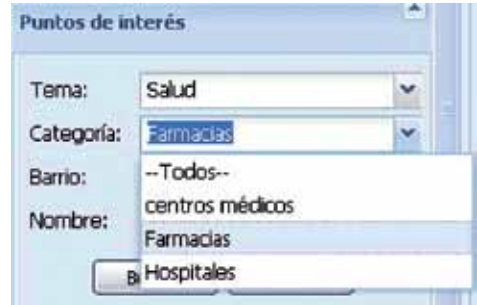 Puntos de interés
Tema: Salud
Categoría: Farmacias
Barrio: --Todos--
centros médicos
Nombre:
Farmacias
Hospitales